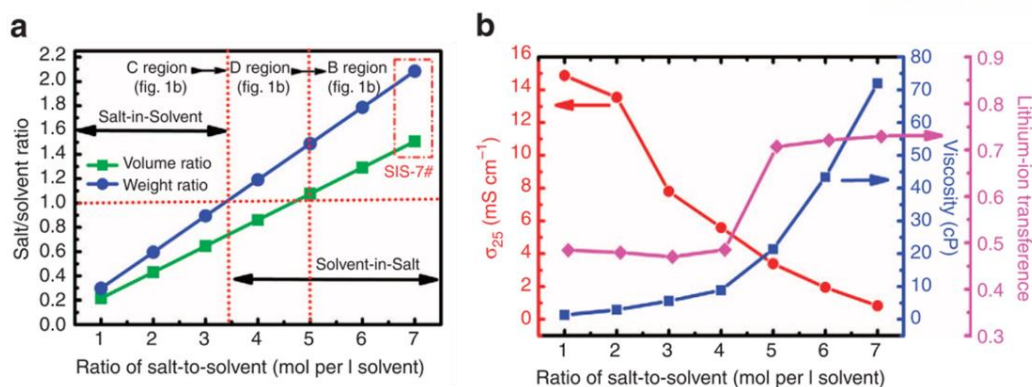 a
2.2
2.0
1.8
1.6
1.4
1.2
1.0
0.8
0.6
0.4
0.2
0.0
Salt/solvent ratio
C region D region B region
(fig. 1b) (fig. 1b) (fig. 1b)
Salt-in-Solvent
Volume ratio
Weight ratio
SIS-7#
Solvent-in-Salt
1 2 3 4 5 6 7
Ratio of salt-to-solvent (mol per l solvent)
b
16
14
12
10
8
6
4
2
0
σ25 (mS cm−1)
80
70
60
50
40
30
20
10
0
Viscosity
(cP)
0.9
0.8
0.7
0.6
0.5
0.4
0.3
Lithium-ion transference
1 2 3 4 5 6 7
Ratio of salt-to-solvent (mol per l solvent)